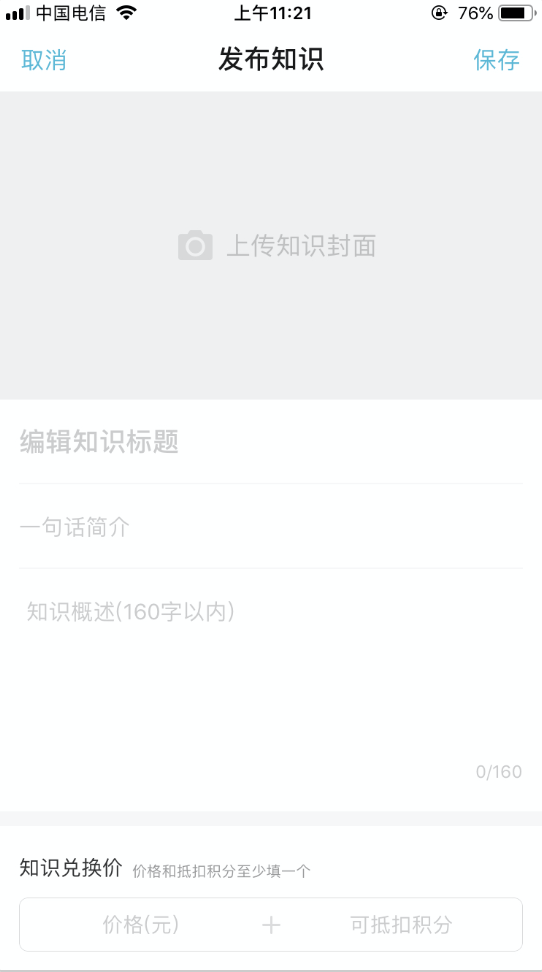 中国电信 上午11:21 76%
取消 发布知识 保存
上传知识封面
编辑知识标题
一句话简介
知识概述(160字以内)
0/160
知识兑换价 价格和抵扣积分至少填一个
价格(元) + 可抵扣积分